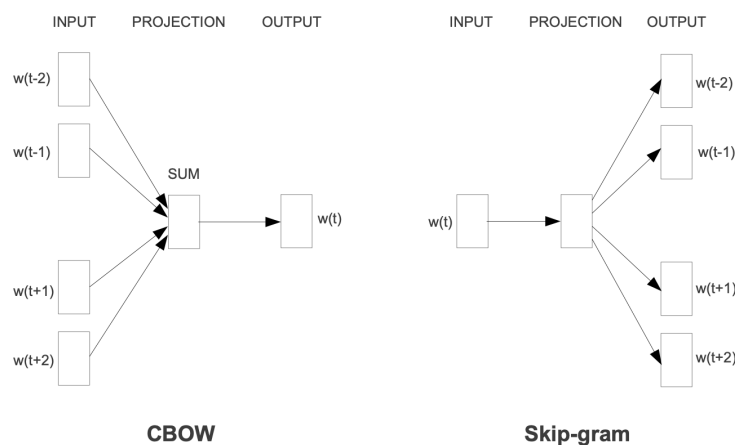 INPUT PROJECTION OUTPUT
w(t-2)
w(t-1)
SUM
w(t)
w(t+1)
w(t+2)
CBOW
INPUT PROJECTION OUTPUT
w(t-2)
w(t-1)
w(t)
w(t+1)
w(t+2)
Skip-gram